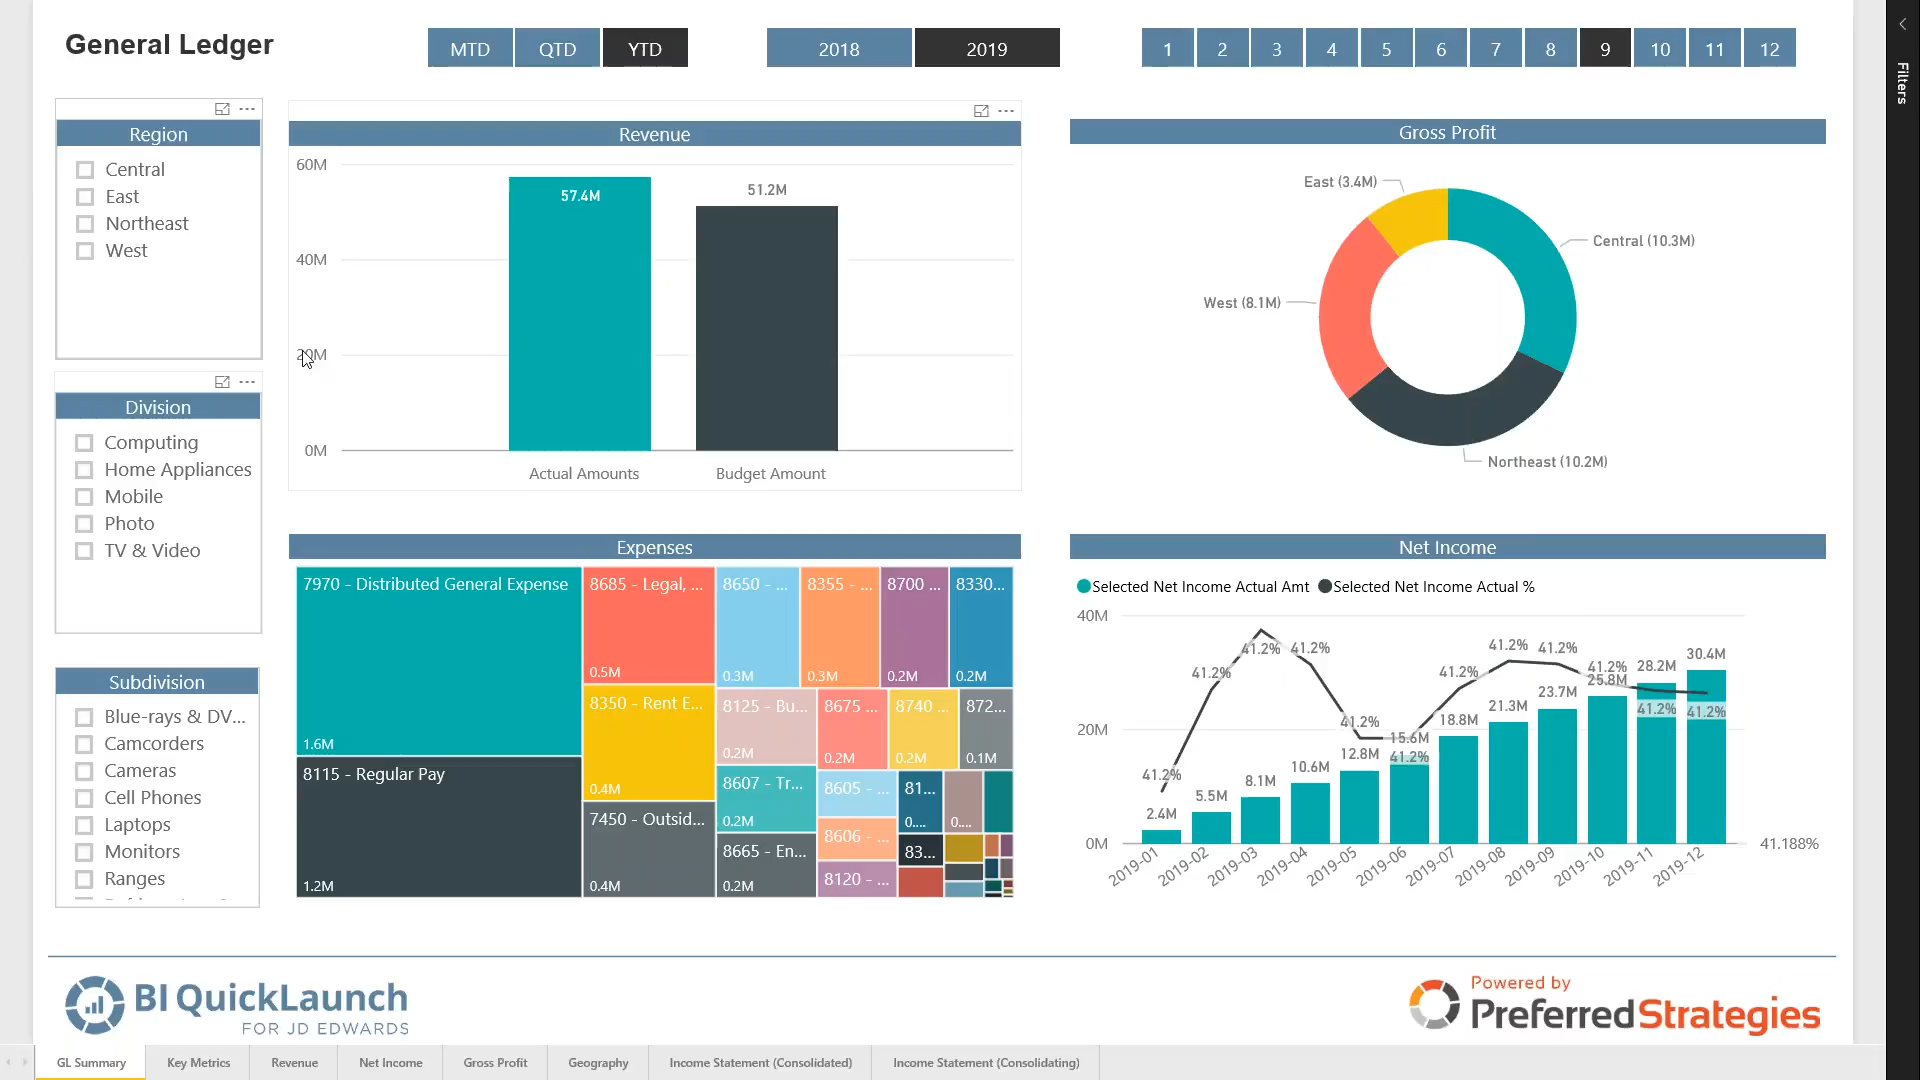 General Ledger
MTD
QTD
YTD
2018
2019
1
2
3
4
5
6
7
8
9
10
11
12
Filters
Region
Central
East
Northeast
West
Division
Computing
Home Appliances
Mobile
Photo
TV & Video
Subdivision
Blue-rays & DV...
Camcorders
Cameras
Cell Phones
Laptops
Monitors
Ranges
Revenue
60M
40M
20M
0M
57.4M
51.2M
Actual Amounts
Budget Amount
Gross Profit
East (3.4M)
Central (10.3M)
West (8.1M)
Northeast (10.2M)
Expenses
7970 - Distributed General Expense
1.6M
8115 - Regular Pay
1.2M
8685 - Legal, ...
0.5M
8350 - Rent E...
0.4M
7450 - Outsid...
0.4M
8650 - ...
0.3M
8355 - ...
0.3M
8700 ...
0.2M
8330...
0.2M
8125 - Bu...
0.2M
8675 ...
0.2M
8740 ...
0.2M
872...
0.1M
8607 - Tr...
0.2M
8665 - En...
0.2M
8605 - ...
8606 - ...
8120 - ...
81...
0....
0....
83...
Net Income
Selected Net Income Actual Amt
Selected Net Income Actual %
40M
20M
0M
41.2%
41.2%
41.2%
41.2%
41.2%
41.2%
41.2%
41.2%
41.2%
41.2%
41.2%
41.2%
2.4M
5.5M
8.1M
10.6M
12.8M
15.6M
18.8M
21.3M
23.7M
25.8M
28.2M
30.4M
41.188%
2019-01
2019-02
2019-03
2019-04
2019-05
2019-06
2019-07
2019-08
2019-09
2019-10
2019-11
2019-12
BI QuickLaunch
FOR JD EDWARDS
Powered by
PreferredStrategies
GL Summary
Key Metrics
Revenue
Net Income
Gross Profit
Geography
Income Statement (Consolidated)
Income Statement (Consolidating)